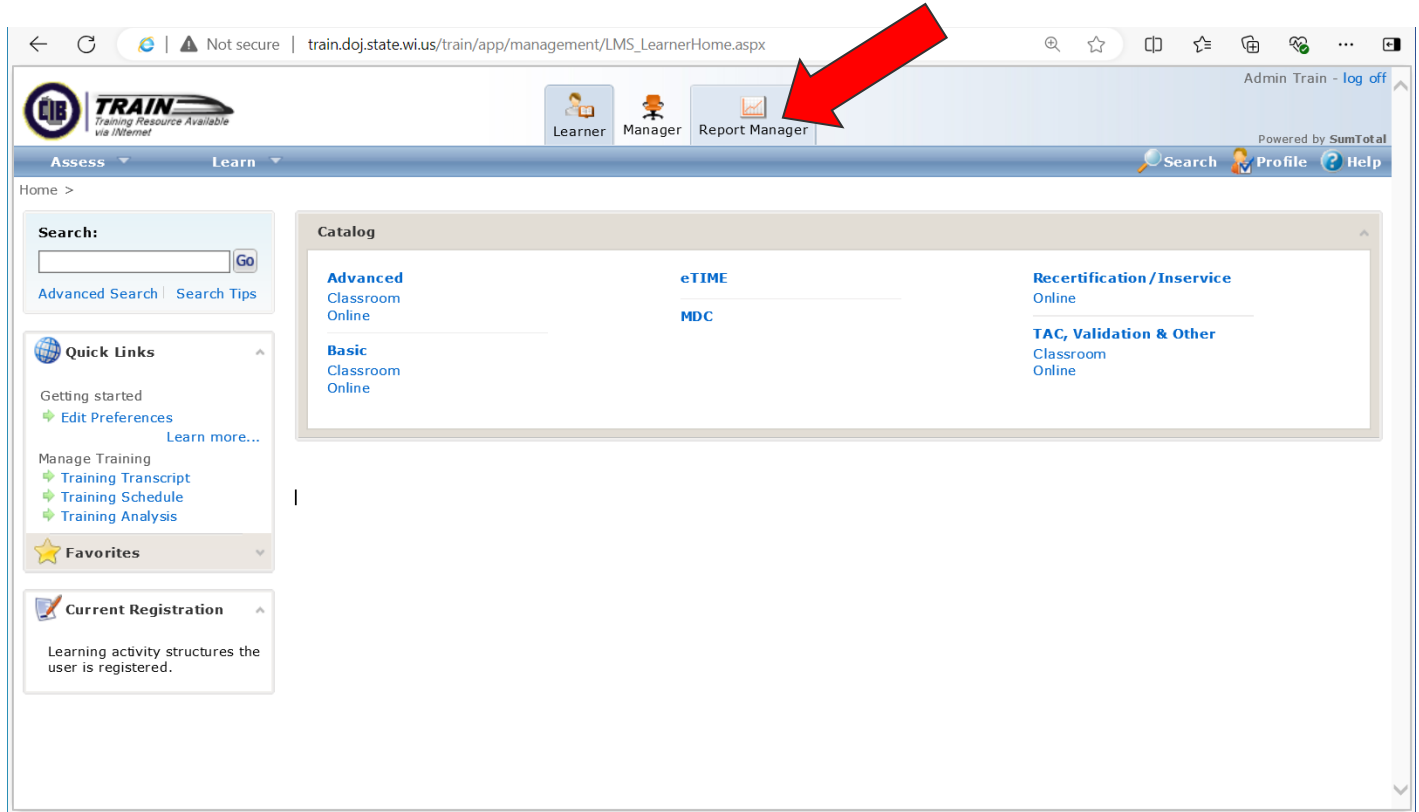 Not secure | train.doj.state.wi.us/train/app/management/LMS_LearnerHome.aspx
Admin Train - log off
CIB
TRAIN
Training Resource Available
via INternet
Learner
Manager
Report Manager
Powered by SumTotal
Assess Learn Search Profile Help
Home >
Search:
Go
Advanced Search | Search Tips
Quick Links
Getting started
Edit Preferences
Learn more...
Manage Training
Training Transcript
Training Schedule
Training Analysis
Favorites
Current Registration
Learning activity structures the
user is registered.
Catalog
Advanced
Classroom
Online
Basic
Classroom
Online
eTIME
MDC
Recertification/Inservice
Online
TAC, Validation & Other
Classroom
Online